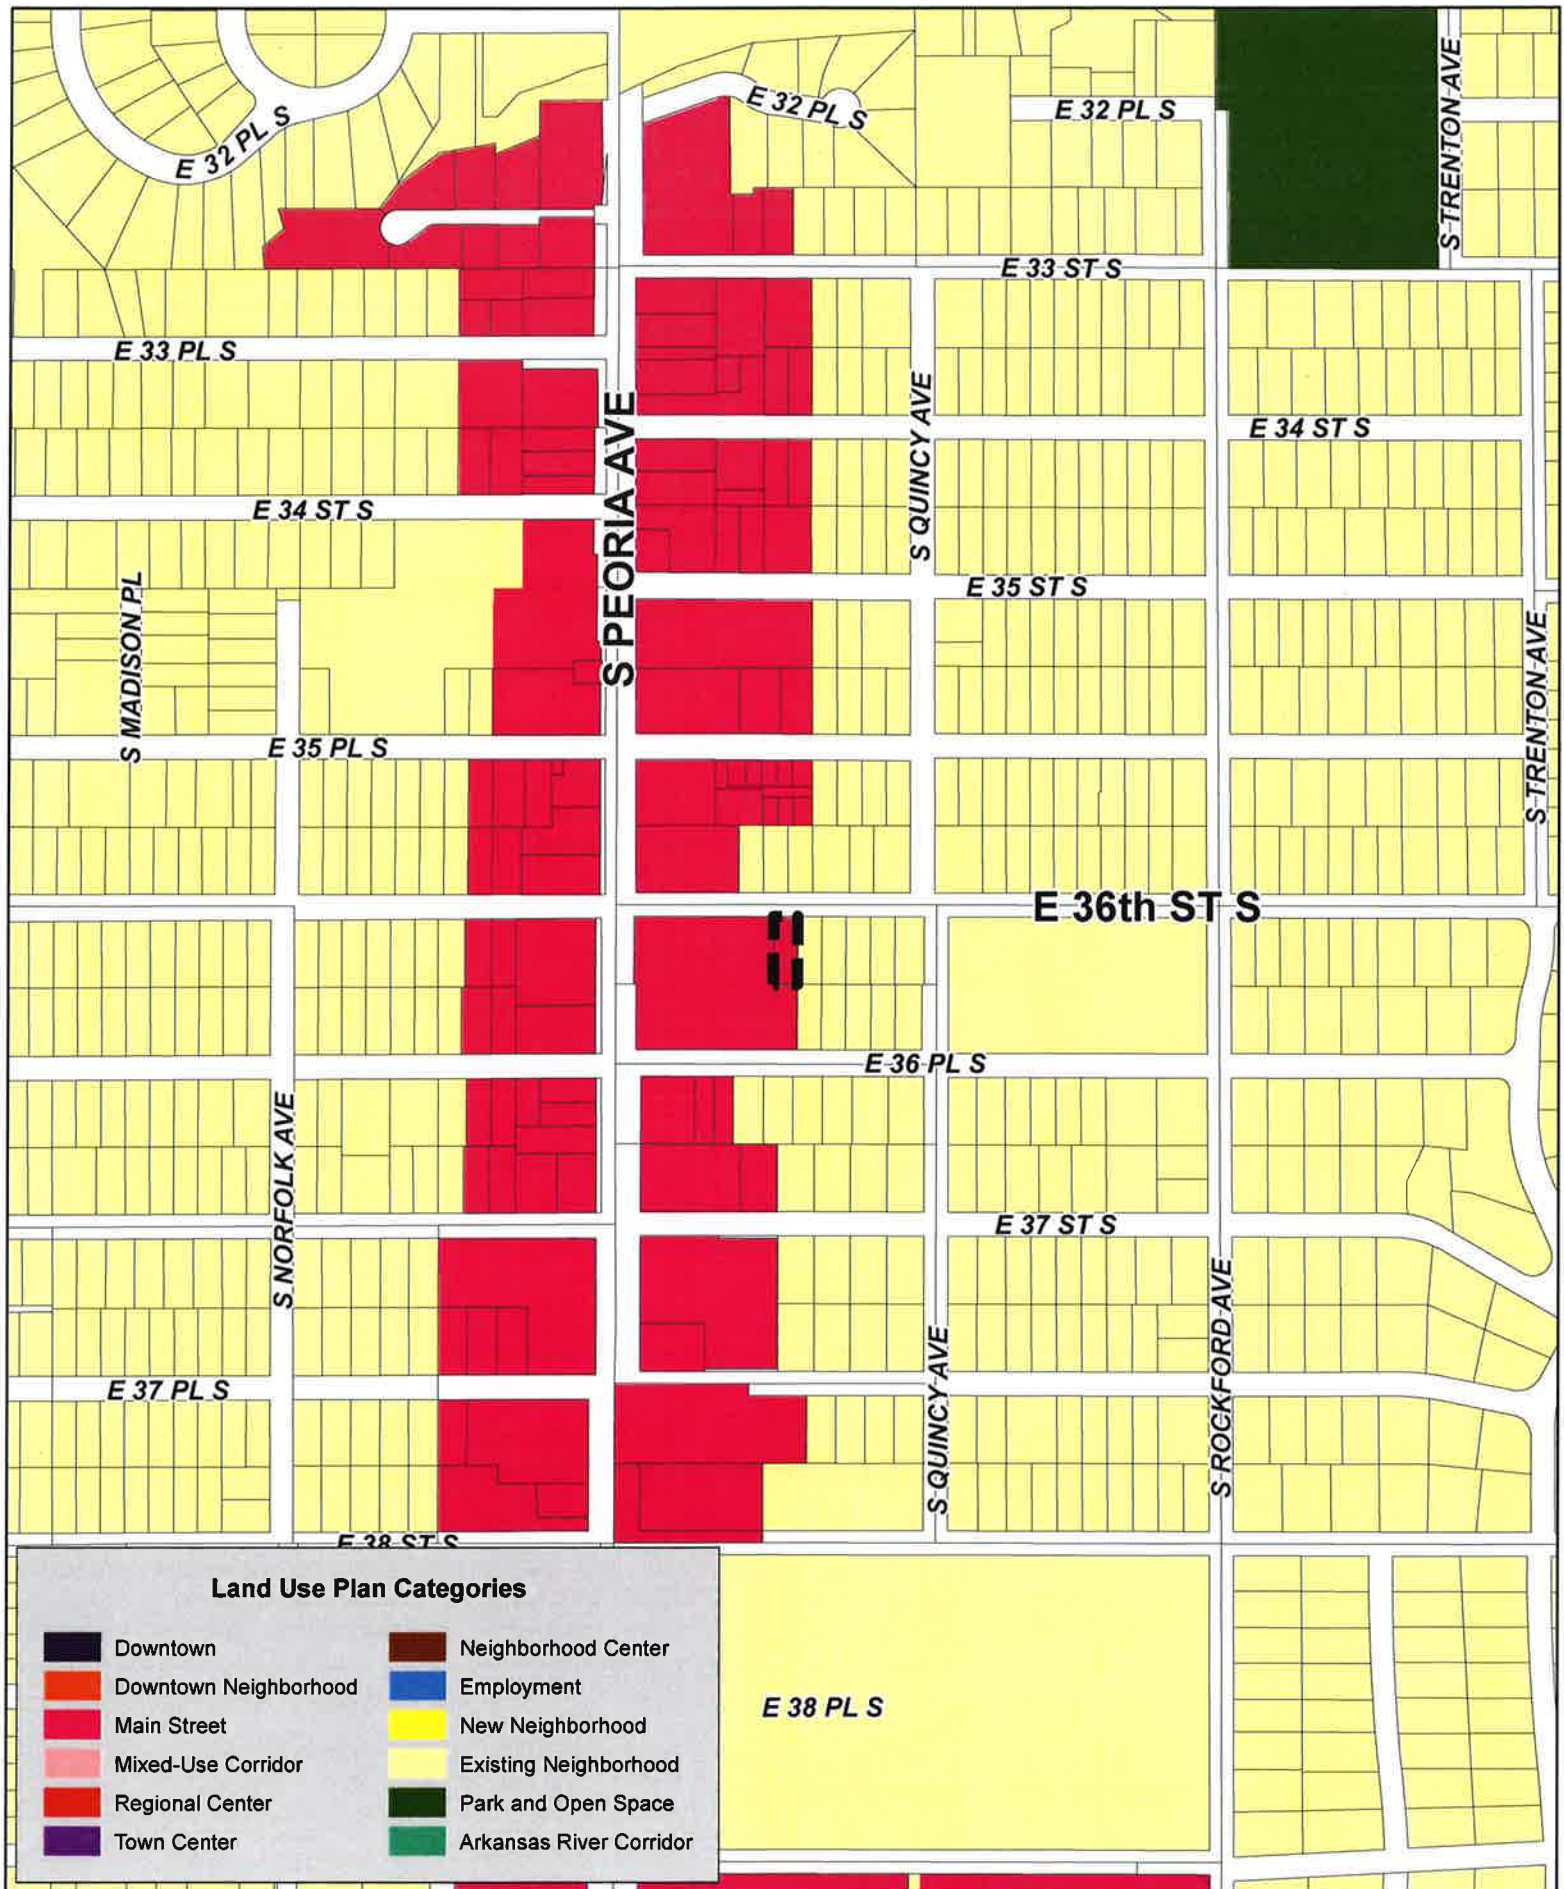 E 32 PL S
E 32 PL S
E 32 PL S
S TRENTON AVE
E 33 ST S
E 33 PL S
S PEORIA AVE
S QUINCY AVE
E 34 ST S
E 34 ST S
S MADISON PL
E 35 ST S
S TRENTON AVE
E 35 PL S
E 36th ST S
E 36 PL S
S NORFOLK AVE
E 37 ST S
S QUINCY AVE
S ROCKFORD AVE
E 37 PL S
E 38 ST S
Land Use Plan Categories
Downtown
Downtown Neighborhood
Main Street
Mixed-Use Corridor
Regional Center
Town Center
Neighborhood Center
Employment
New Neighborhood
Existing Neighborhood
Park and Open Space
Arkansas River Corridor
E 38 PL S